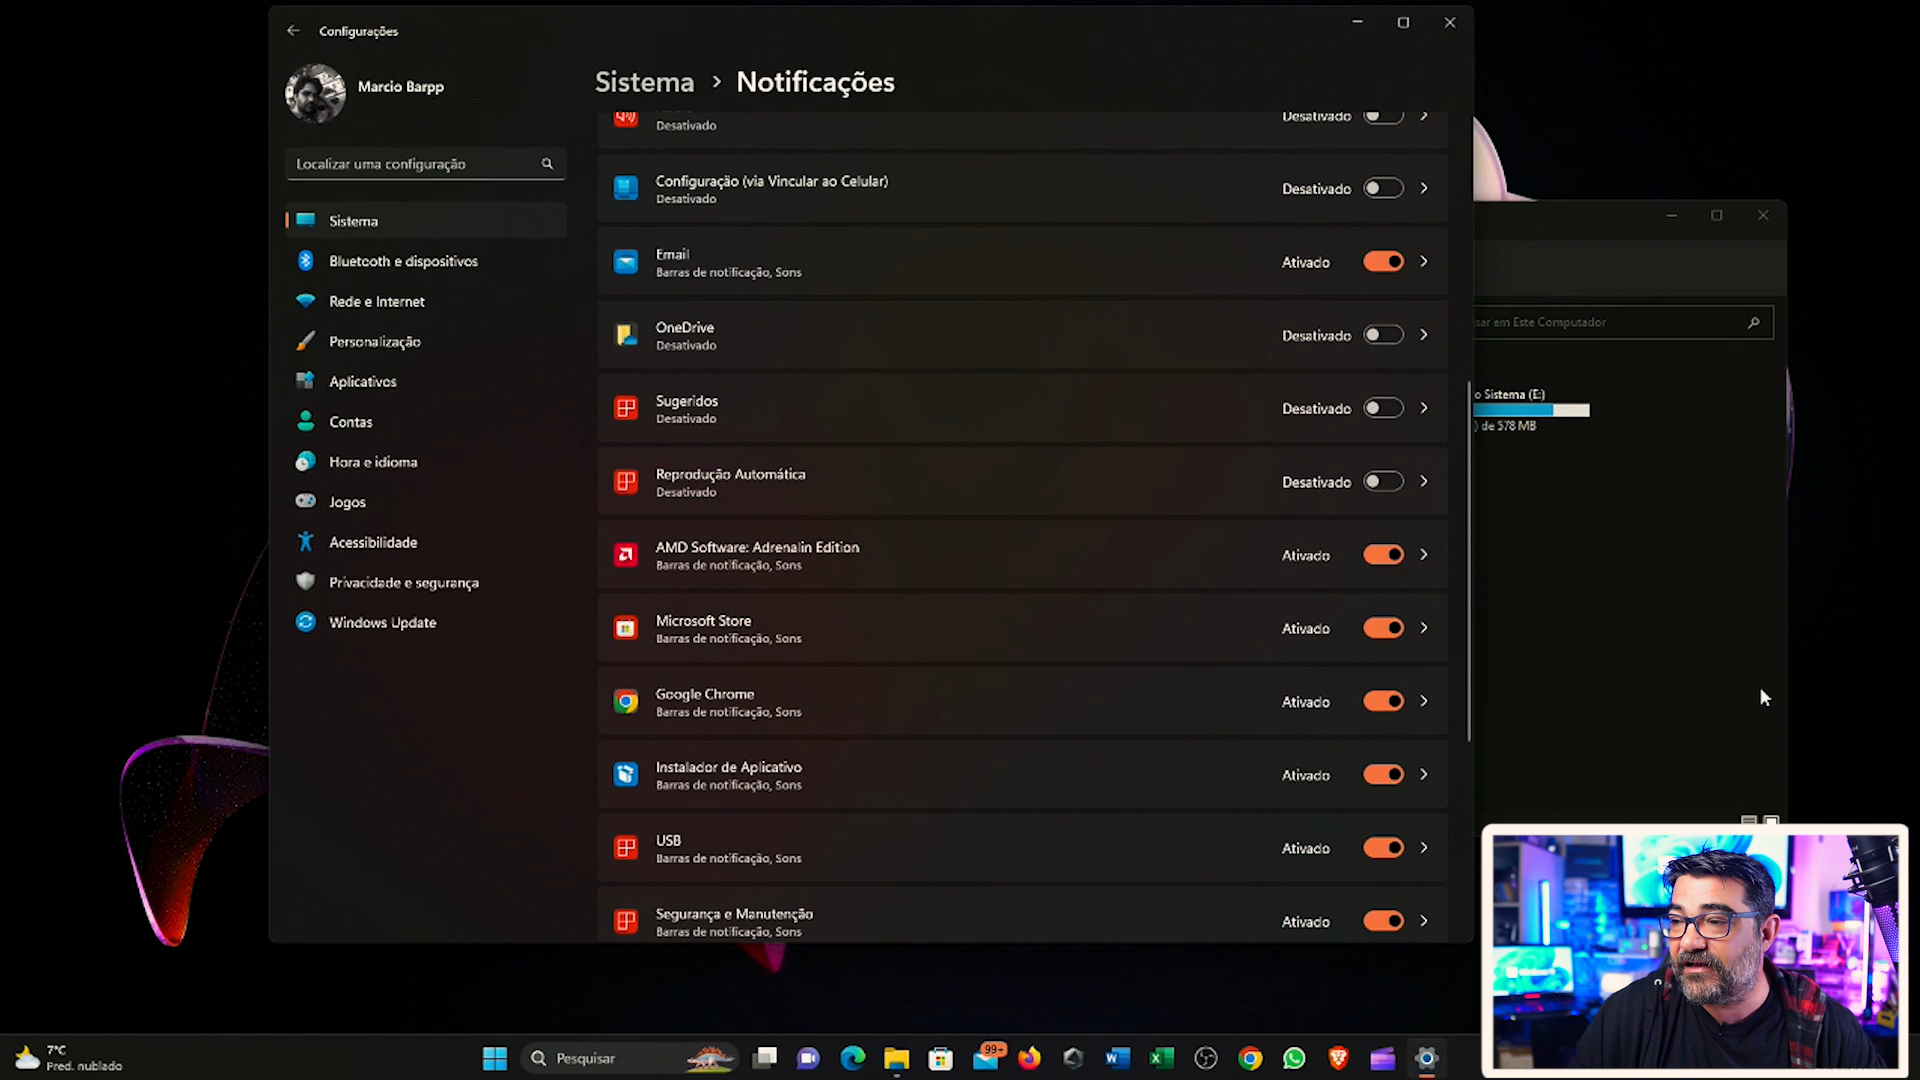 Configurações
Marcio Barpp
Localizar uma configuração
Sistema
Bluetooth e dispositivos
Rede e Internet
Personalização
Aplicativos
Contas
Hora e idioma
Jogos
Acessibilidade
Privacidade e segurança
Windows Update
Sistema > Notificações
Desativado
Desativado
Configuração (via Vincular ao Celular)
Desativado
Desativado
Email
Barras de notificação, Sons
Ativado
OneDrive
Desativado
Desativado
Sugeridos
Desativado
Desativado
Reprodução Automática
Desativado
Desativado
AMD Software: Adrenalin Edition
Barras de notificação, Sons
Ativado
Microsoft Store
Barras de notificação, Sons
Ativado
Google Chrome
Barras de notificação, Sons
Ativado
Instalador de Aplicativo
Barras de notificação, Sons
Ativado
USB
Barras de notificação, Sons
Ativado
Segurança e Manutenção
Barras de notificação, Sons
Ativado
sar em Este Computador
o Sistema (E:)
) de 578 MB
7°C
Pred. nublado
Pesquisar
99+